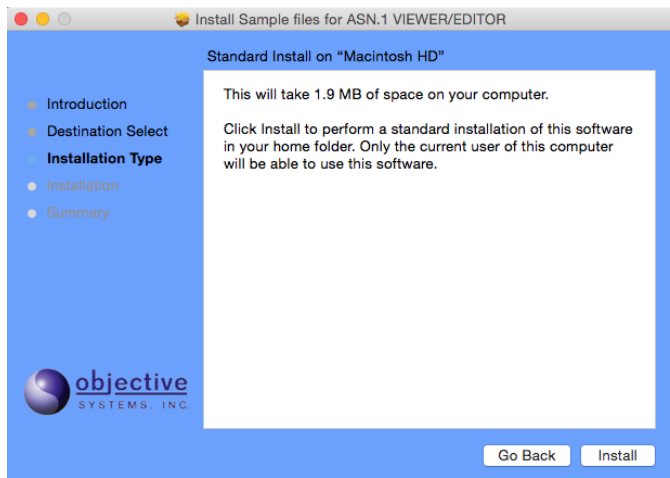 Install Sample files for ASN.1 VIEWER/EDITOR
Standard Install on “Macintosh HD”
Introduction
Destination Select
Installation Type
Installation
Summary
This will take 1.9 MB of space on your computer.
Click Install to perform a standard installation of this software
in your home folder. Only the current user of this computer
will be able to use this software.
objective
SYSTEMS, INC.
Go Back
Install